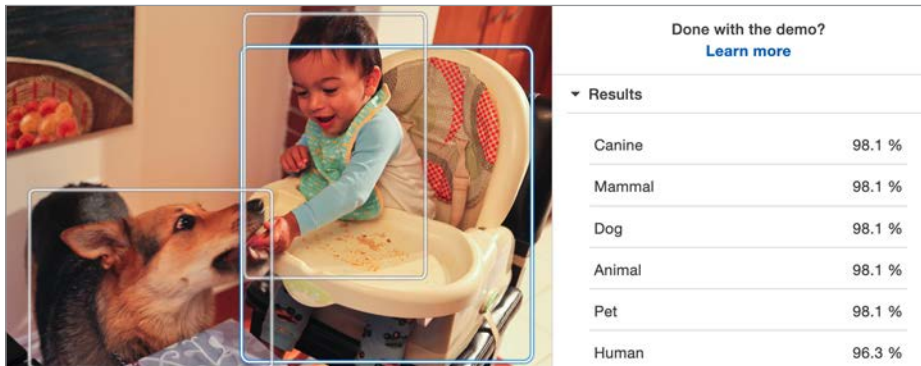 Done with the demo?
Learn more
Results
Canine 98.1 %
Mammal 98.1 %
Dog 98.1 %
Animal 98.1 %
Pet 98.1 %
Human 96.3 %